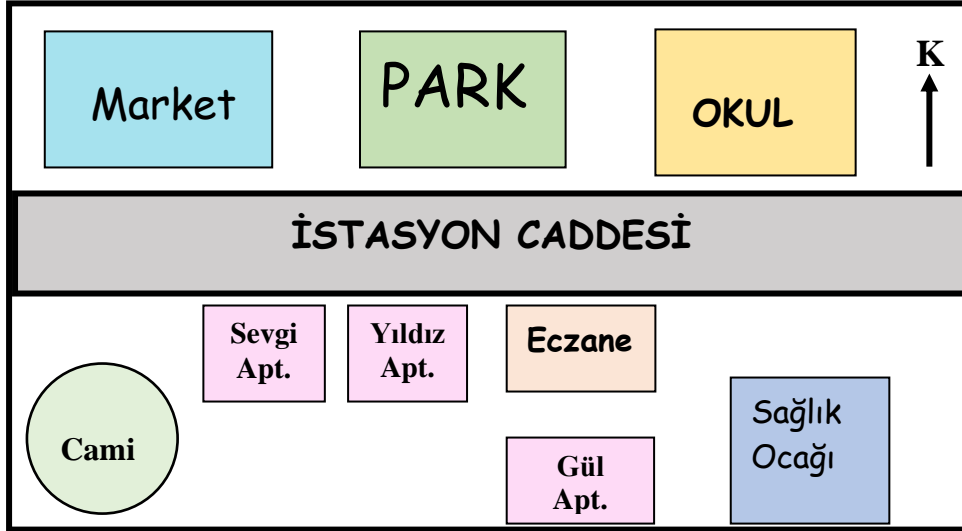 Market
PARK
OKUL
K
İSTASYON CADDESİ
Sevgi
Apt.
Yıldız
Apt.
Eczane
Cami
Gül
Apt.
Sağlık
Ocağı